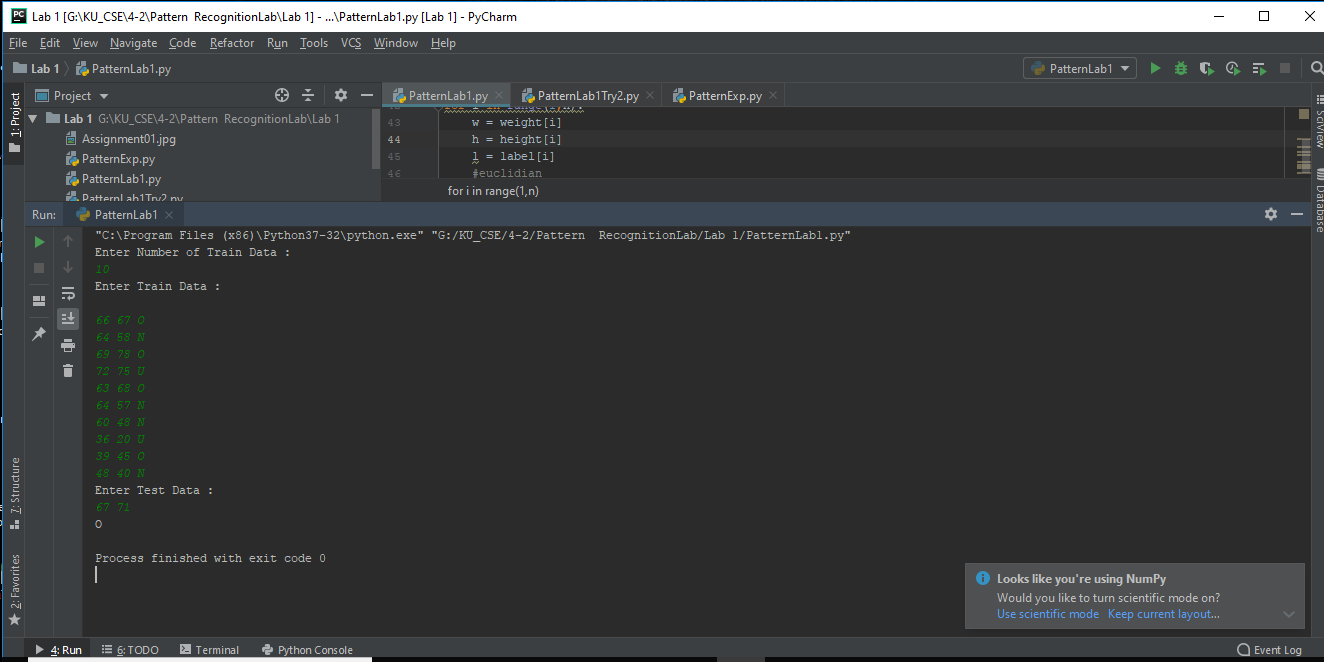 Lab 1 [G:\KU_CSE\4-2\Pattern  RecognitionLab\Lab 1] - ...\PatternLab1.py [Lab 1] - PyCharm
File Edit View Navigate Code Refactor Run Tools VCS Window Help
Lab 1 PatternLab1.py
PatternLab1
1: Project
Project
PatternLab1.py
PatternLab1Try2.py
PatternExp.py
Lab 1 G:\KU_CSE\4-2\Pattern  RecognitionLab\Lab 1
Assignment01.jpg
PatternExp.py
PatternLab1.py
PatternLab1Try2.py
43 w = weight[i]
44 h = height[i]
45 l = label[i]
46 #euclidian
for i in range(1,n)
SciView
Database
Run: PatternLab1
"C:\Program Files (x86)\Python37-32\python.exe" "G:/KU_CSE/4-2/Pattern  RecognitionLab/Lab 1/PatternLab1.py"
Enter Number of Train Data :
10
Enter Train Data :
66 67 O
64 58 N
69 78 O
72 75 U
63 68 O
64 57 N
60 48 N
36 20 U
39 45 O
48 40 N
Enter Test Data :
67 71
O
Process finished with exit code 0
7: Structure
2: Favorites
Looks like you're using NumPy
Would you like to turn scientific mode on?
Use scientific mode Keep current layout...
4: Run 6: TODO Terminal Python Console Event Log